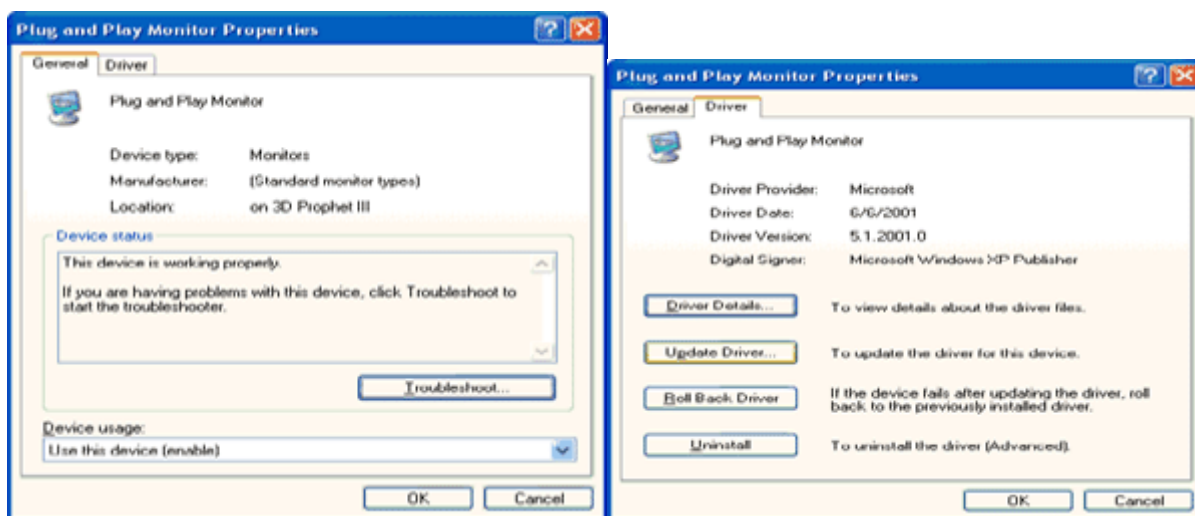 Plug and Play Monitor Properties
General Driver
Plug and Play Monitor
Device type: Monitors
Manufacturer: (Standard monitor types)
Location: on 3D Prophet III
Device status
This device is working properly.
If you are having problems with this device, click Troubleshoot to
start the troubleshooter.
Troubleshoot...
Device usage:
Use this device (enable)
OK Cancel
Plug and Play Monitor Properties
General Driver
Plug and Play Monitor
Driver Provider: Microsoft
Driver Date: 6/6/2001
Driver Version: 5.1.2001.0
Digital Signer: Microsoft Windows XP Publisher
Driver Details... To view details about the driver files.
Update Driver... To update the driver for this device.
Roll Back Driver If the device fails after updating the driver, roll
back to the previously installed driver.
Uninstall To uninstall the driver (Advanced).
OK Cancel